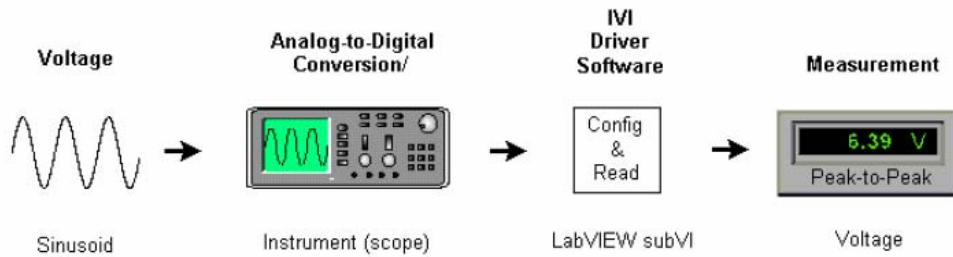 Voltage
Analog-to-Digital
Conversion/
IVI
Driver
Software
Measurement
Config
&
Read
6.39 V
Peak-to-Peak
Sinusoid
Instrument (scope)
LabVIEW subVI
Voltage